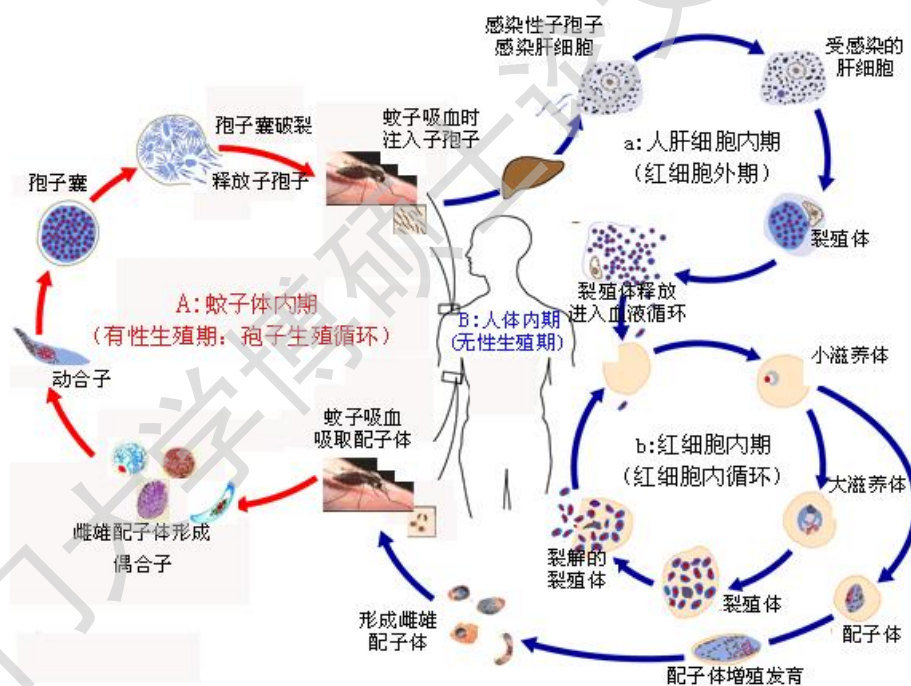 感染性子孢子
感染肝细胞
受感染的
肝细胞
a:人肝细胞内期
(红细胞外期)
裂殖体
裂殖体释放
进入血液循环
蚊子吸血时
注入子孢子
孢子囊破裂
释放子孢子
孢子囊
A:蚊子体内期
(有性生殖期：孢子生殖循环)
动合子
雌雄配子体形成
偶合子
蚊子吸血
吸取配子体
B:人体内期
(无性生殖期)
小滋养体
b:红细胞内期
(红细胞内循环)
大滋养体
裂解的
裂殖体
裂殖体
配子体
配子体增殖发育
形成雌雄
配子体
门大学博硕士论文